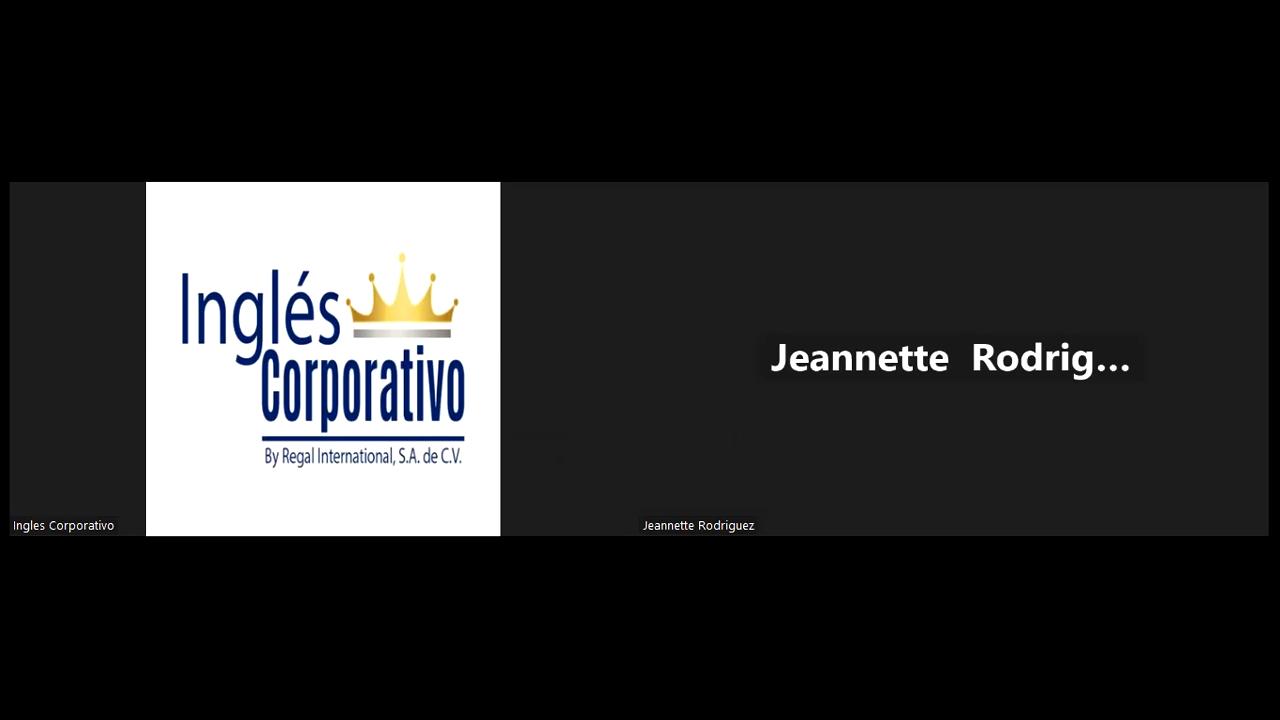 Inglés
Corporativo
By Regal International, S.A. de C.V.
Jeannette Rodrig...
Ingles Corporativo
Jeannette Rodriguez